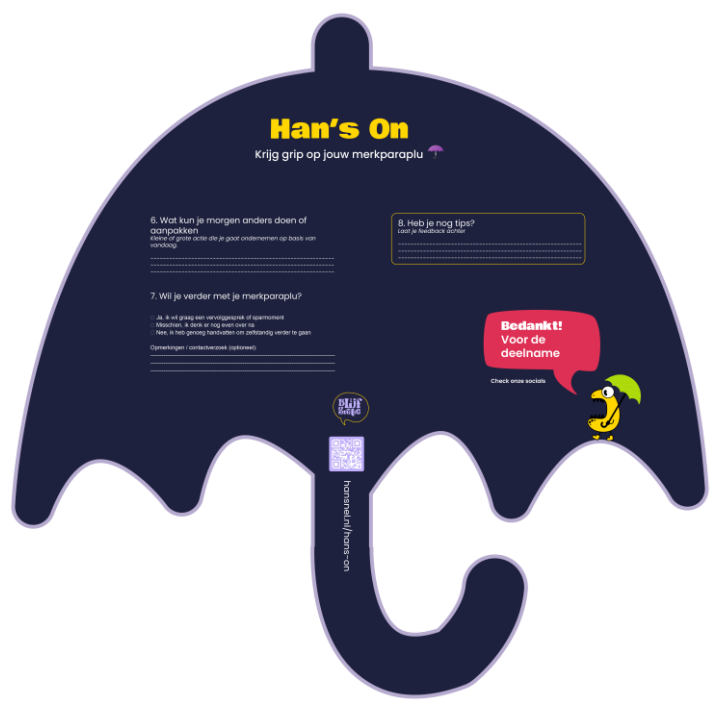 Han's On
Krijg grip op jouw merkparaplu
6. Wat kun je morgen anders doen of
aanpakken
Kleine of grote actie die je gaat ondernemen op basis van
vandaag.
7. Wil je verder met je merkparaplu?
Ja, ik wil graag een vervolggesprek of sparmoment
Misschien, ik denk er nog even over na
Nee, ik heb genoeg handvatten om zelfstandig verder te gaan
Opmerkingen / contactverzoek (optioneel):
8. Heb je nog tips?
Laat je feedback achter
Bedankt!
Voor de
deelname
Check onze socials
BLIJF
hansnel.nl/hans-on